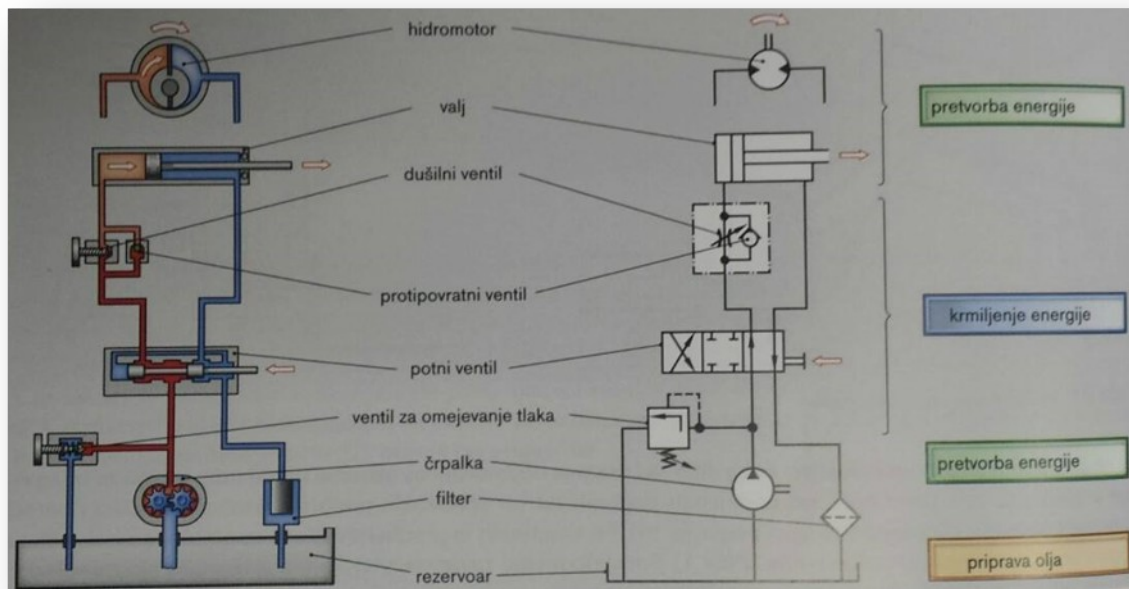 hidromotor
valj
dušilni ventil
protipovratni ventil
potni ventil
ventil za omejevanje tlaka
črpalka
filter
rezervoar
pretvorba energije
krmiljenje energije
pretvorba energije
priprava olja